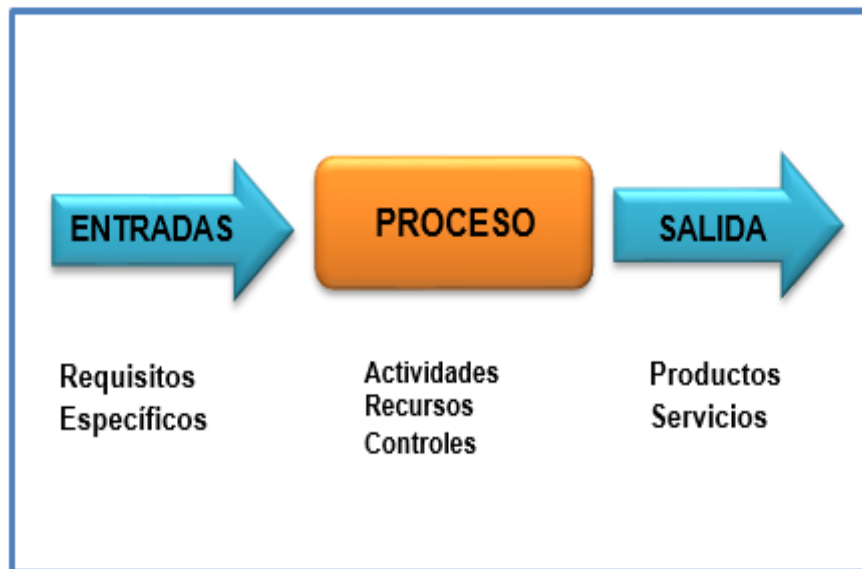 ENTRADAS
PROCESO
SALIDA
Requisitos
Específicos
Actividades
Recursos
Controles
Productos
Servicios